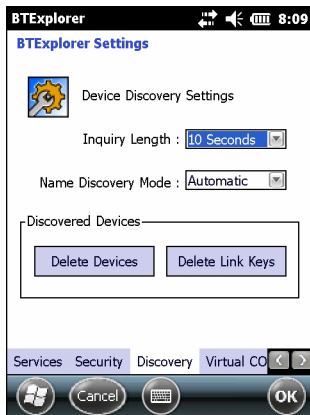 BTExplorer 8:09
BTExplorer Settings
Device Discovery Settings
Inquiry Length : 10 Seconds
Name Discovery Mode : Automatic
Discovered Devices
Delete Devices Delete Link Keys
Services Security Discovery Virtual CO
Cancel OK